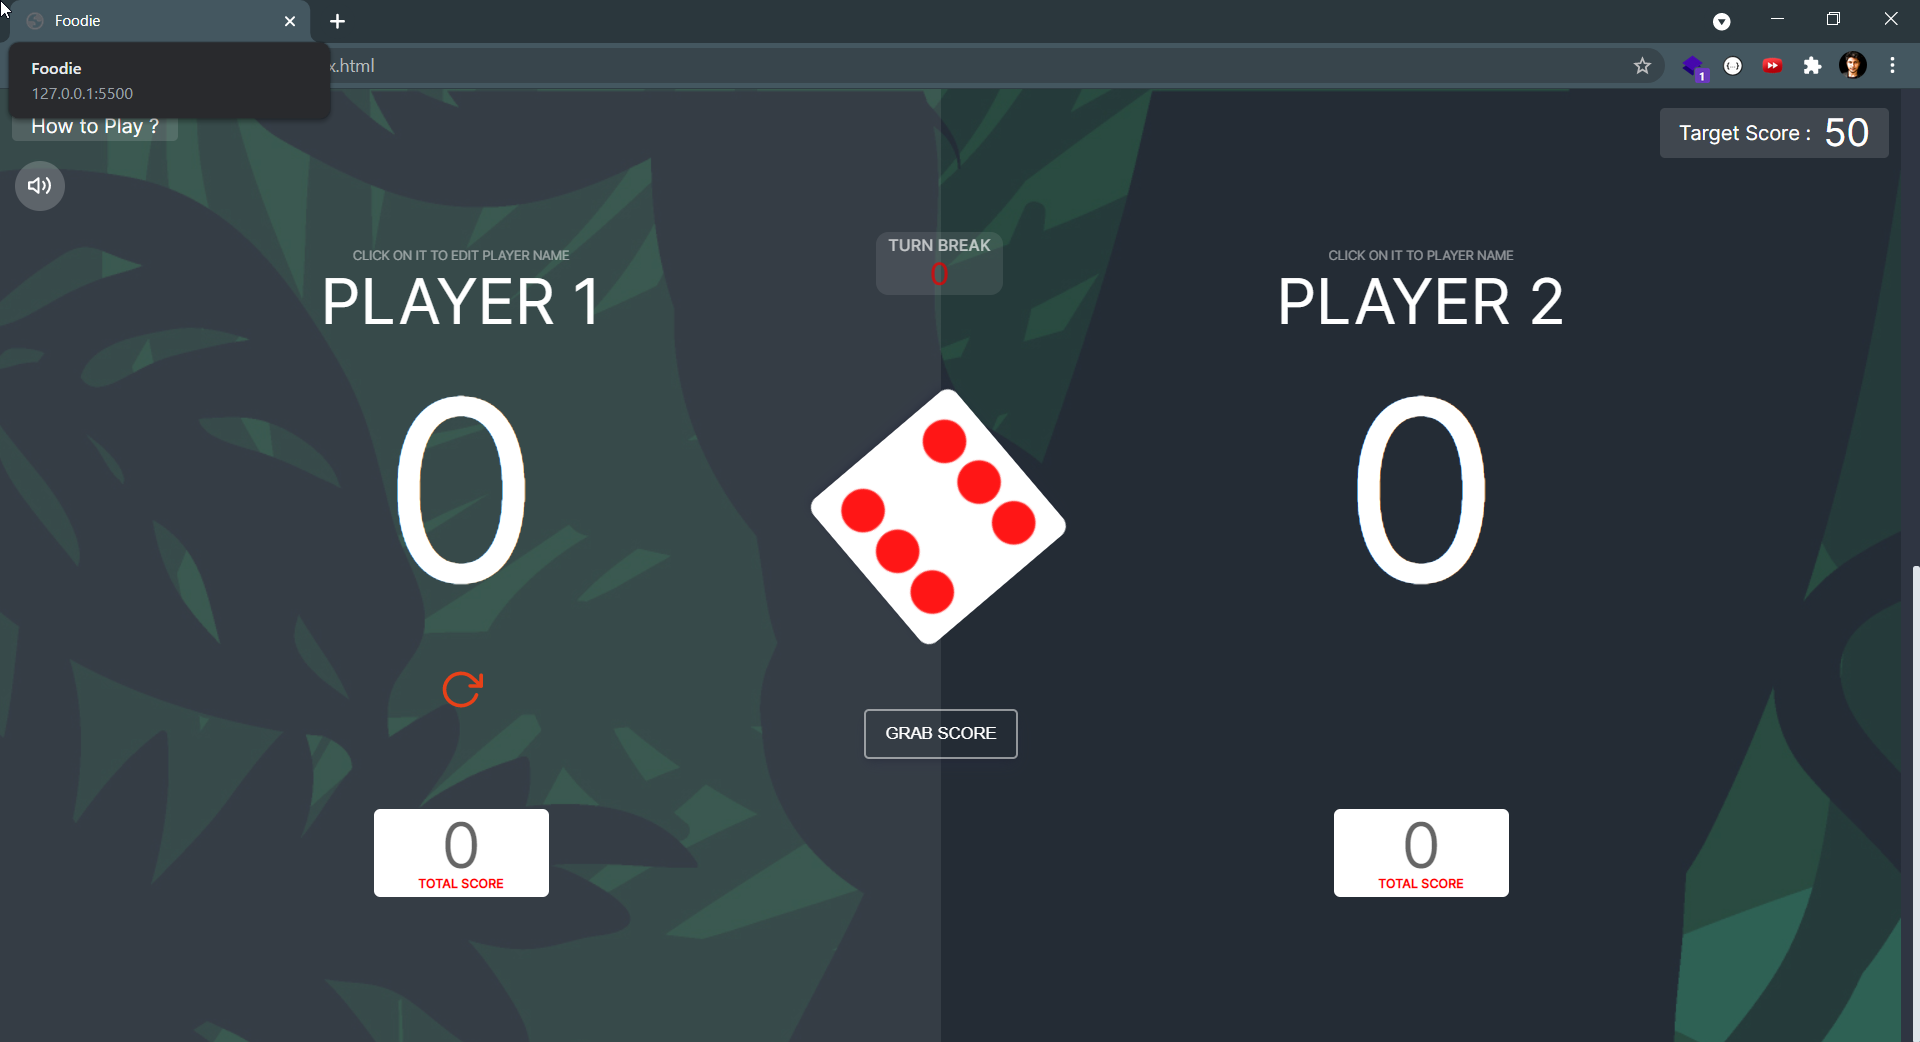 Foodie
Foodie
127.0.0.1:5500
x.html
1
How to Play ?
Target Score : 50
CLICK ON IT TO EDIT PLAYER NAME
PLAYER 1
TURN BREAK
0
CLICK ON IT TO PLAYER NAME
PLAYER 2
0
0
GRAB SCORE
0
TOTAL SCORE
0
TOTAL SCORE